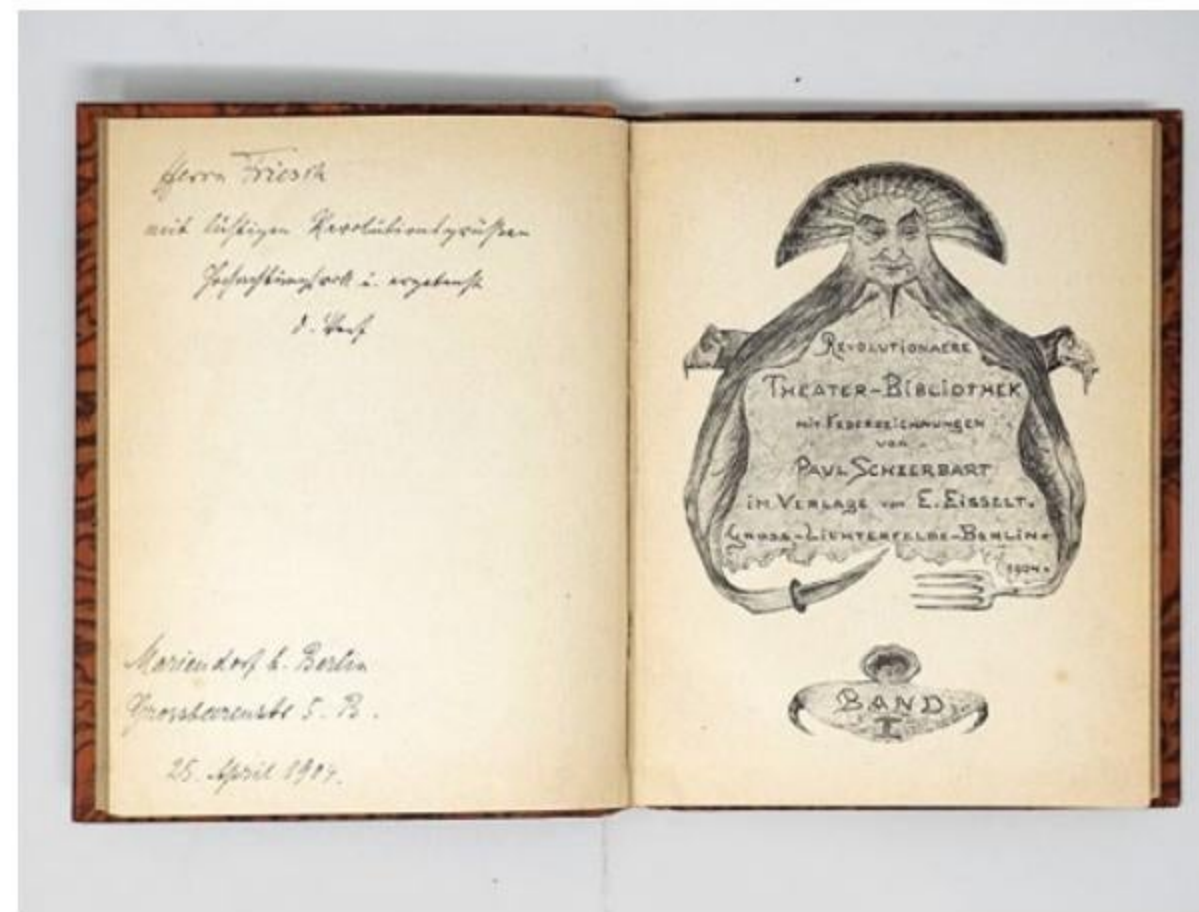 Herrn Friesch
mit lustigen Revolutionsgrüßen
Hochachtungsvoll u. ergebenst
d. Verf
Mariendorf b. Berlin
Grossbeerenstr 5. B.
25. April 1904.
REVOLUTIONAERE
THEATER-BIBLIOTHEK
MIT FEDERZEICHNUNGEN
VON
PAUL SCHEERBART
IM VERLAGE VON E. EISSELT.
GROSS-LICHTERFELDE-BERLIN.
1904.
BAND
I